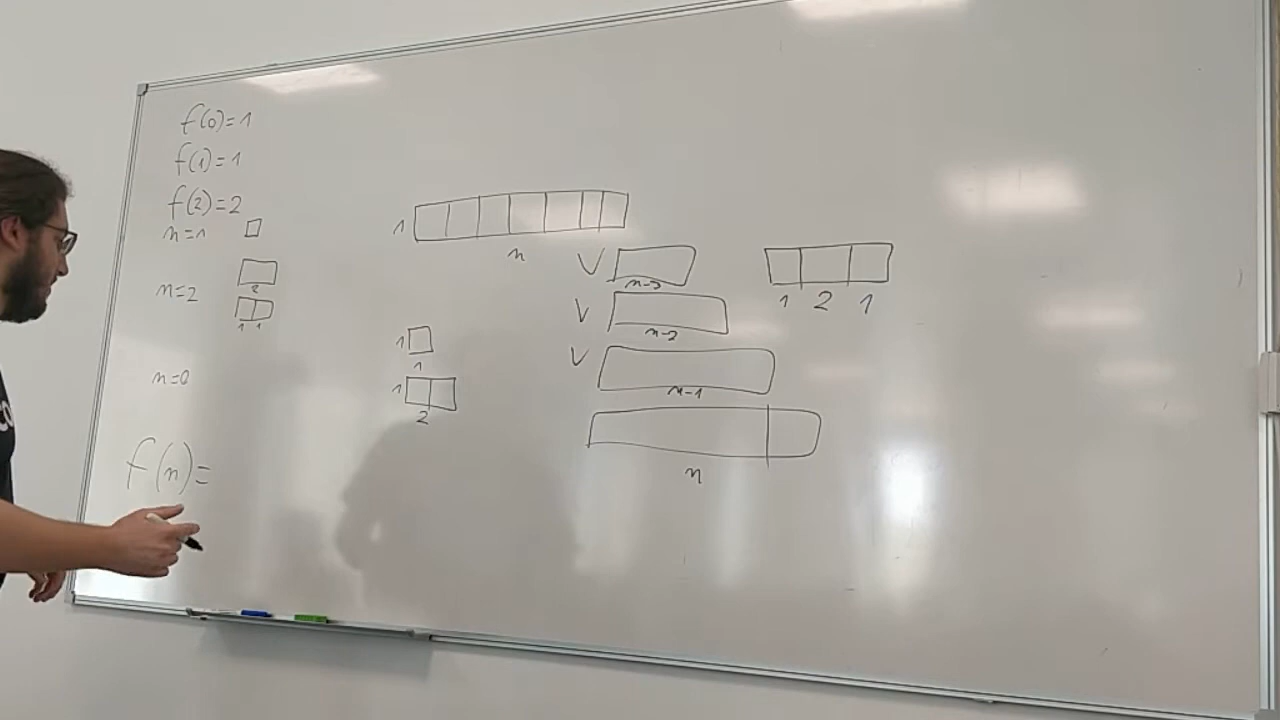 f(0)=1
f(1)=1
f(2)=2
n=1
n=2
2
1 1
n=0
f(n)=
1
n
1
1
1
2
V
n-3
V
n-2
V
n-1
n
1 2 1